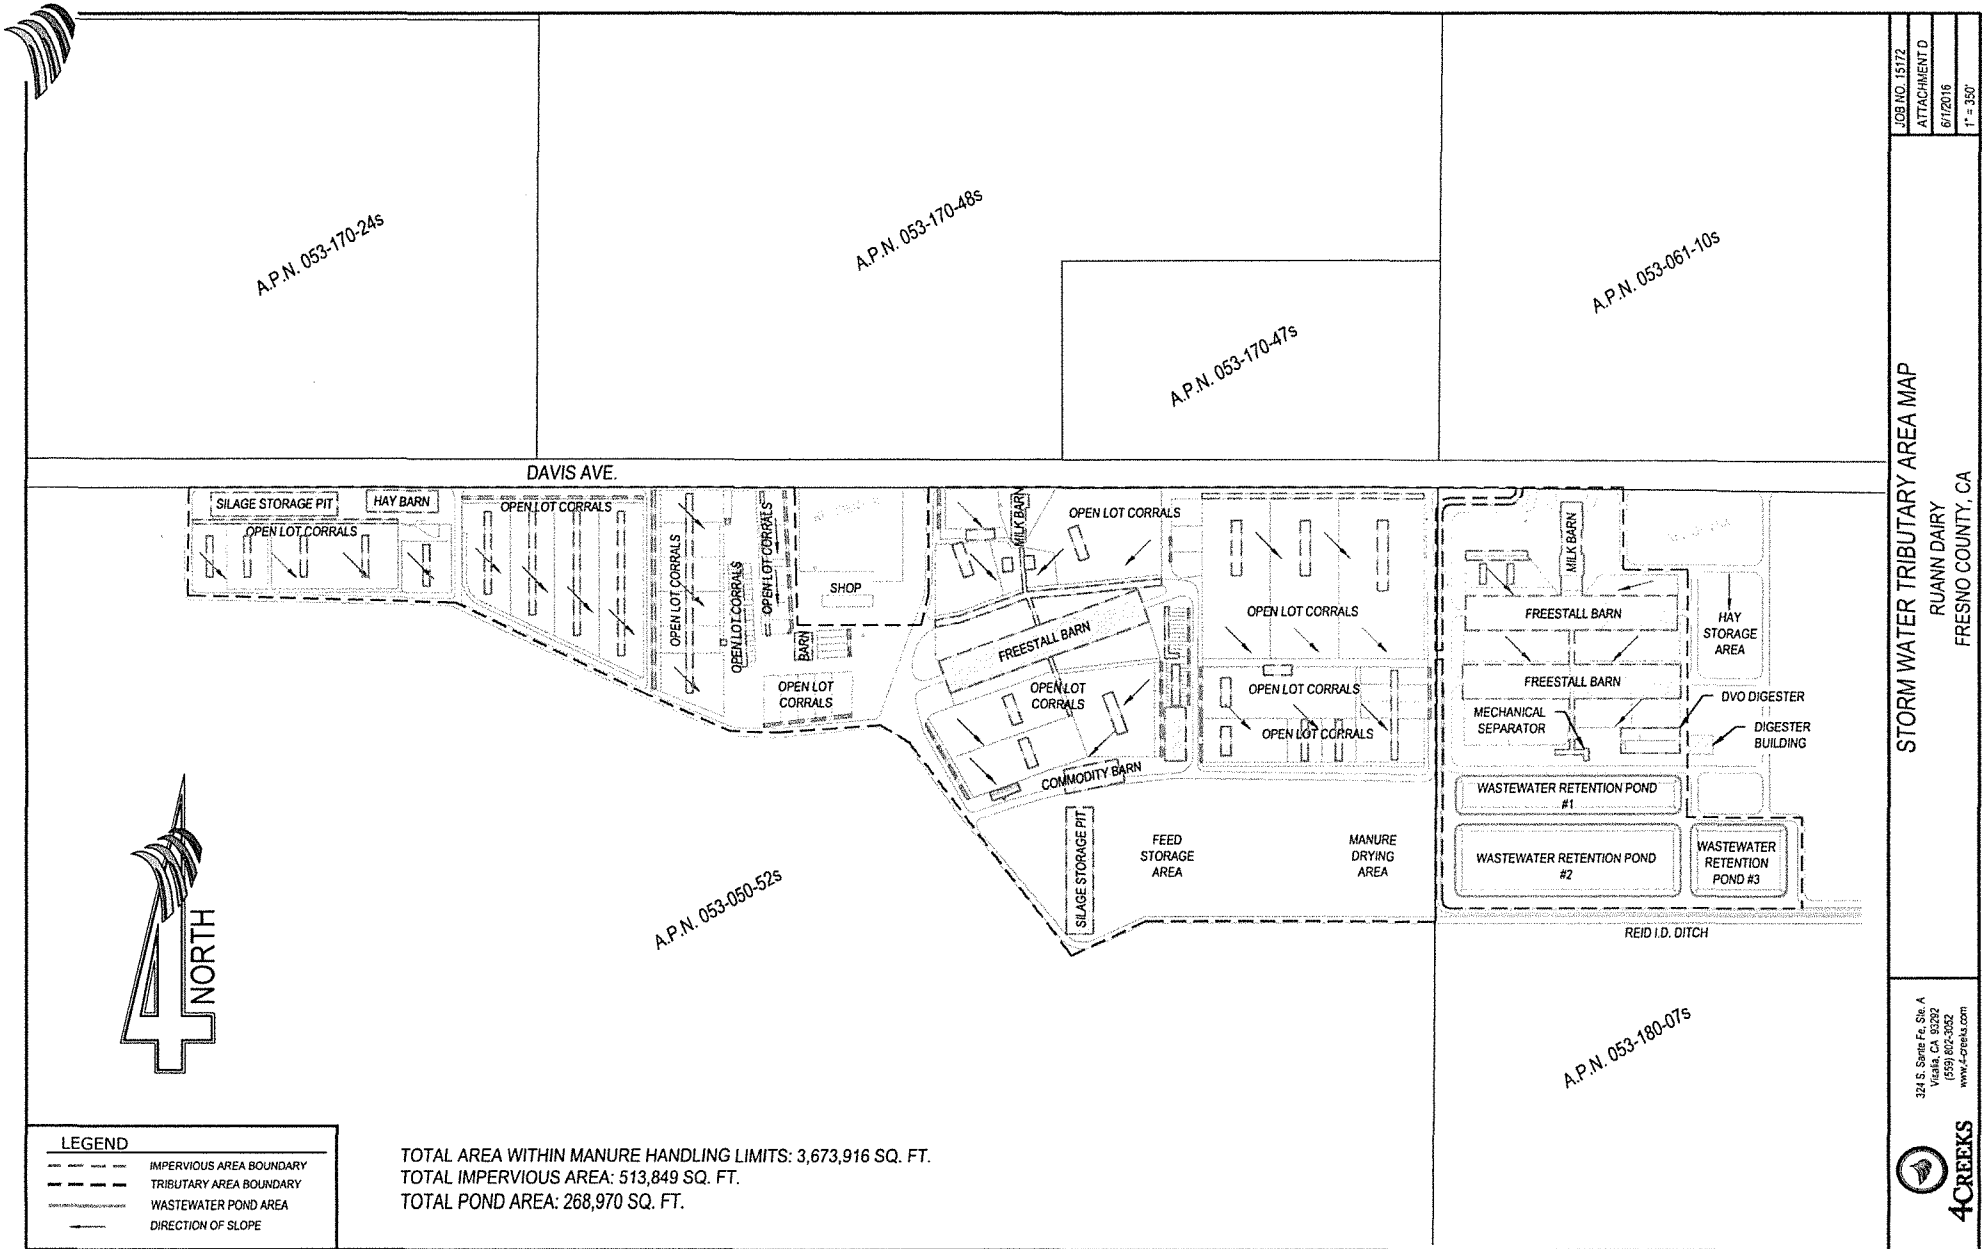 JOB NO. 15172
ATTACHMENT D
6/1/2016
1" = 350'
STORM WATER TRIBUTARY AREA MAP
RUANN DAIRY
FRESNO COUNTY, CA
324 S. Sante Fe, Ste. A
Visalia, CA 93292
(559) 802-3052
www.4-creeks.com
4CREEKS
A.P.N. 053-170-24s
A.P.N. 053-170-48s
A.P.N. 053-170-47s
A.P.N. 053-061-10s
DAVIS AVE.
SILAGE STORAGE PIT
HAY BARN
OPEN LOT CORRALS
OPEN LOT CORRALS
OPEN LOT CORRALS
OPEN LOT CORRALS
OPEN LOT CORRALS
SHOP
BARN
OPEN LOT
CORRALS
MILK BARN
OPEN LOT CORRALS
FREESTALL BARN
OPEN LOT
CORRALS
COMMODITY BARN
OPEN LOT CORRALS
OPEN LOT CORRALS
OPEN LOT CORRALS
SILAGE STORAGE PIT
FEED
STORAGE
AREA
MANURE
DRYING
AREA
MILK BARN
FREESTALL BARN
FREESTALL BARN
HAY
STORAGE
AREA
MECHANICAL
SEPARATOR
DVO DIGESTER
DIGESTER
BUILDING
WASTEWATER RETENTION POND
#1
WASTEWATER RETENTION POND
#2
WASTEWATER
RETENTION
POND #3
REID I.D. DITCH
A.P.N. 053-050-52s
A.P.N. 053-180-07s
4
NORTH
LEGEND
IMPERVIOUS AREA BOUNDARY
TRIBUTARY AREA BOUNDARY
WASTEWATER POND AREA
DIRECTION OF SLOPE
TOTAL AREA WITHIN MANURE HANDLING LIMITS: 3,673,916 SQ. FT.
TOTAL IMPERVIOUS AREA: 513,849 SQ. FT.
TOTAL POND AREA: 268,970 SQ. FT.